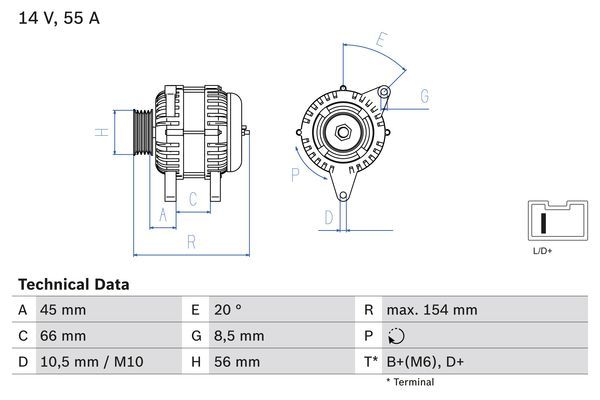 14 V, 55 A
E
G
H
P
C
A
D
R
L/D+
Technical Data
A 45 mm E 20 ° R max. 154 mm
C 66 mm G 8,5 mm P
D 10,5 mm / M10 H 56 mm T* B+(M6), D+
* Terminal